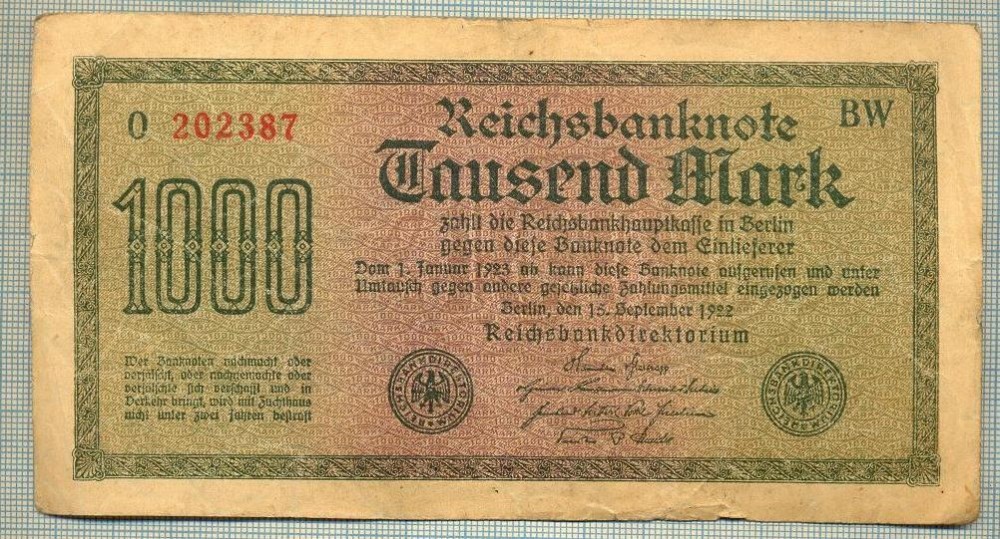 O 202387
BW
Reichsbanknote
Tausend Mark
zahlt die Reichsbankhauptkasse in Berlin
gegen diese Banknote dem Einlieferer
Vom 1. Januar 1923 ab kann diese Banknote aufgerufen und unter
Umtausch gegen andere gesetzliche Zahlungsmittel eingezogen werden
Berlin, den 15. September 1922
Reichsbankdirektorium
1000
Wer Banknoten nachmacht oder
verfälscht, oder nachgemachte oder
verfälschte sich verschafft und in
Verkehr bringt, wird mit Zuchthaus
nicht unter zwei Jahren bestraft
REICHSBANKDIREKTORIUM
REICHSBANKDIREKTORIUM